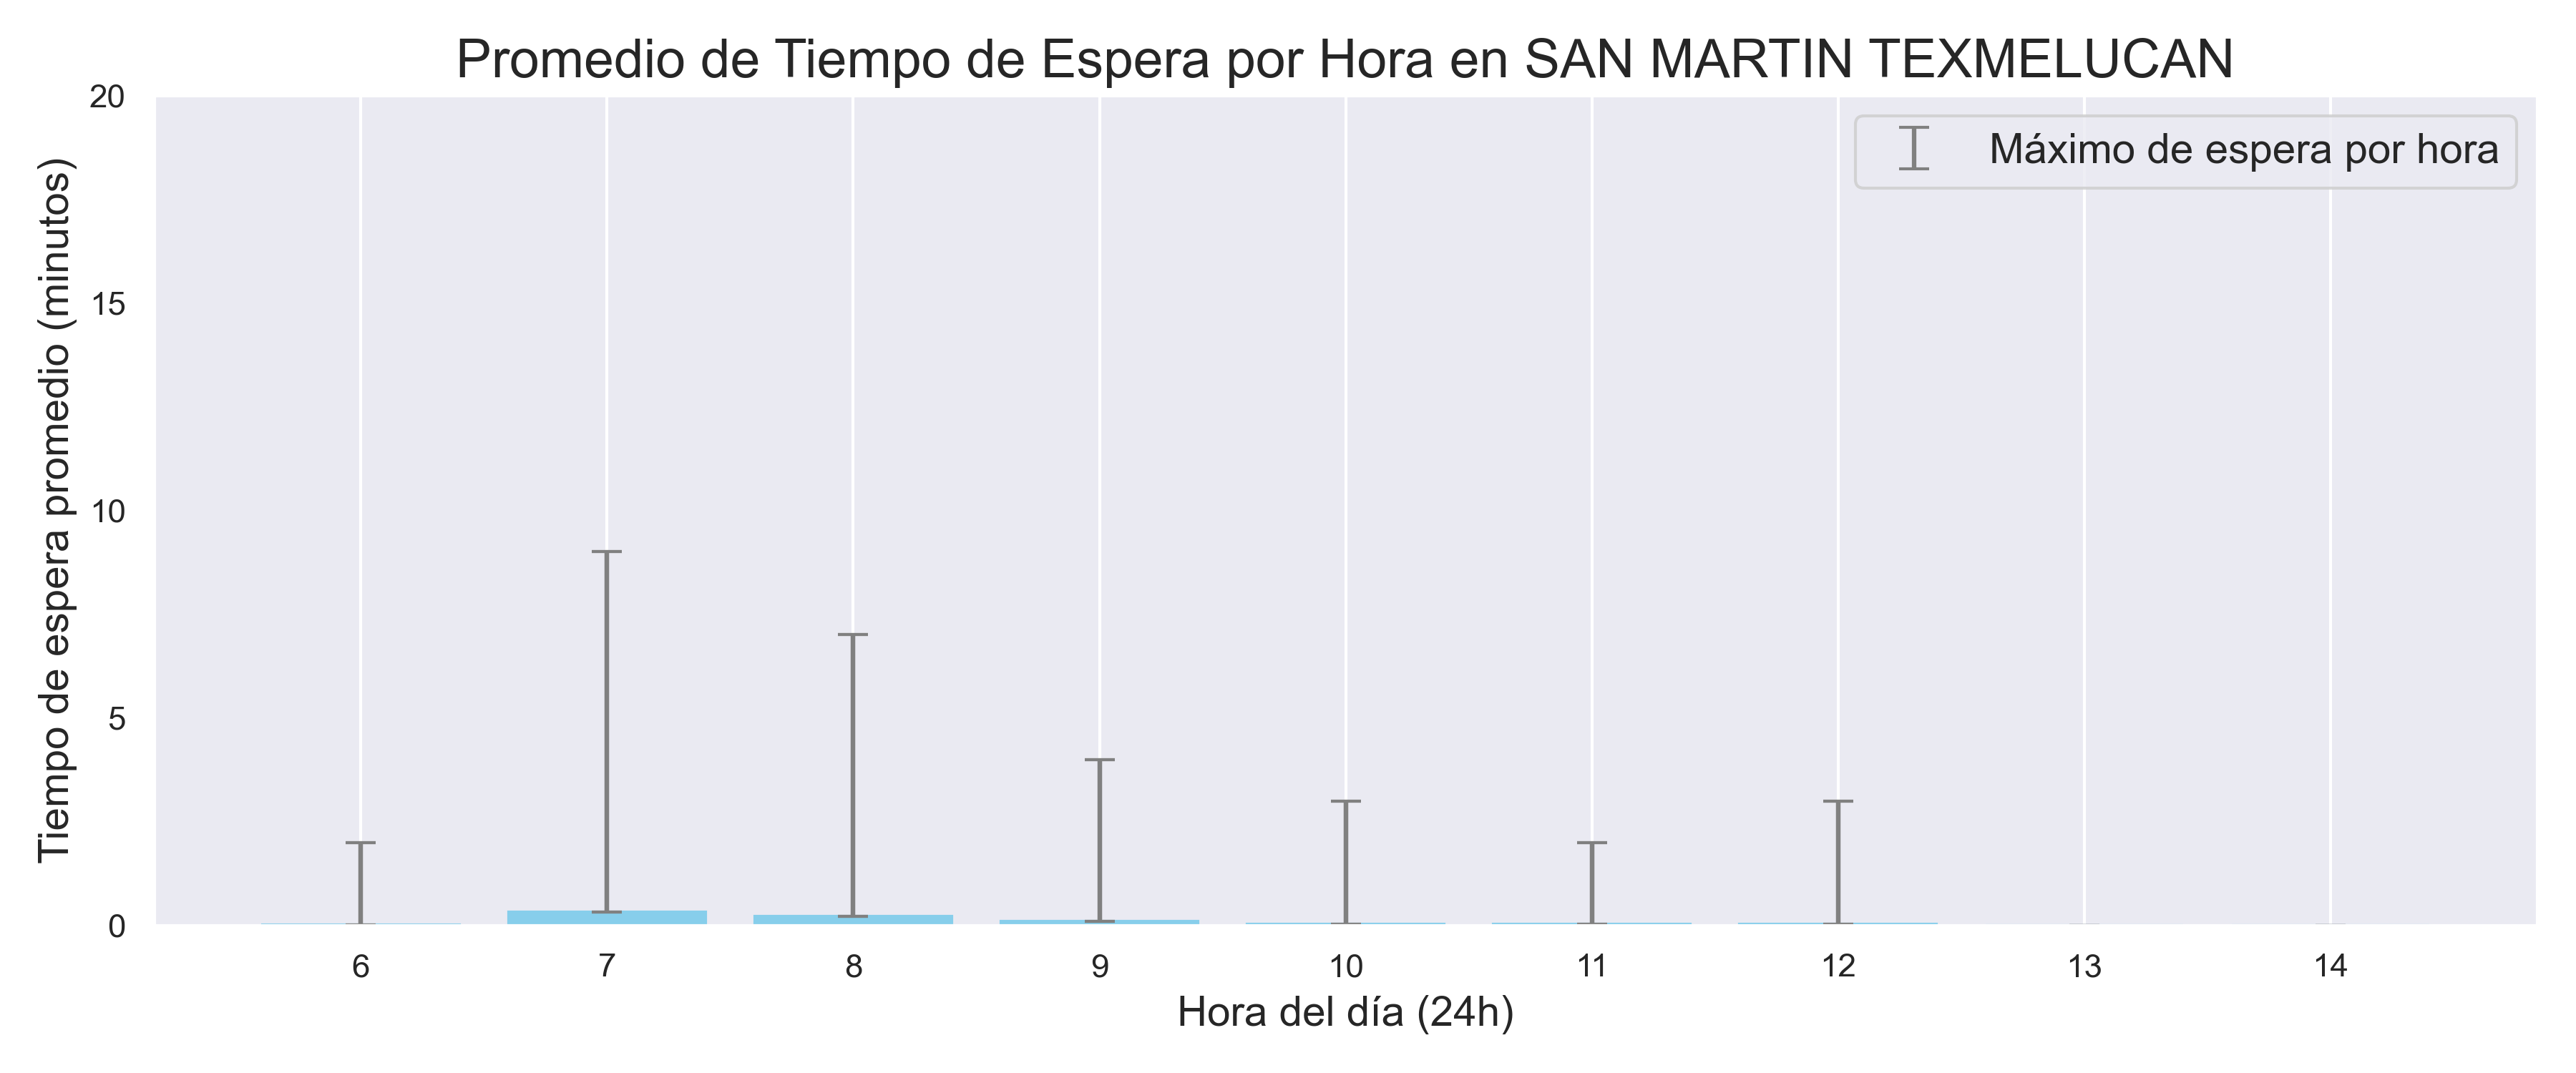 Promedio de Tiempo de Espera por Hora en SAN MARTIN TEXMELUCAN
Máximo de espera por hora
Tiempo de espera promedio (minutos)
20
15
10
5
0
6 7 8 9 10 11 12 13 14
Hora del día (24h)